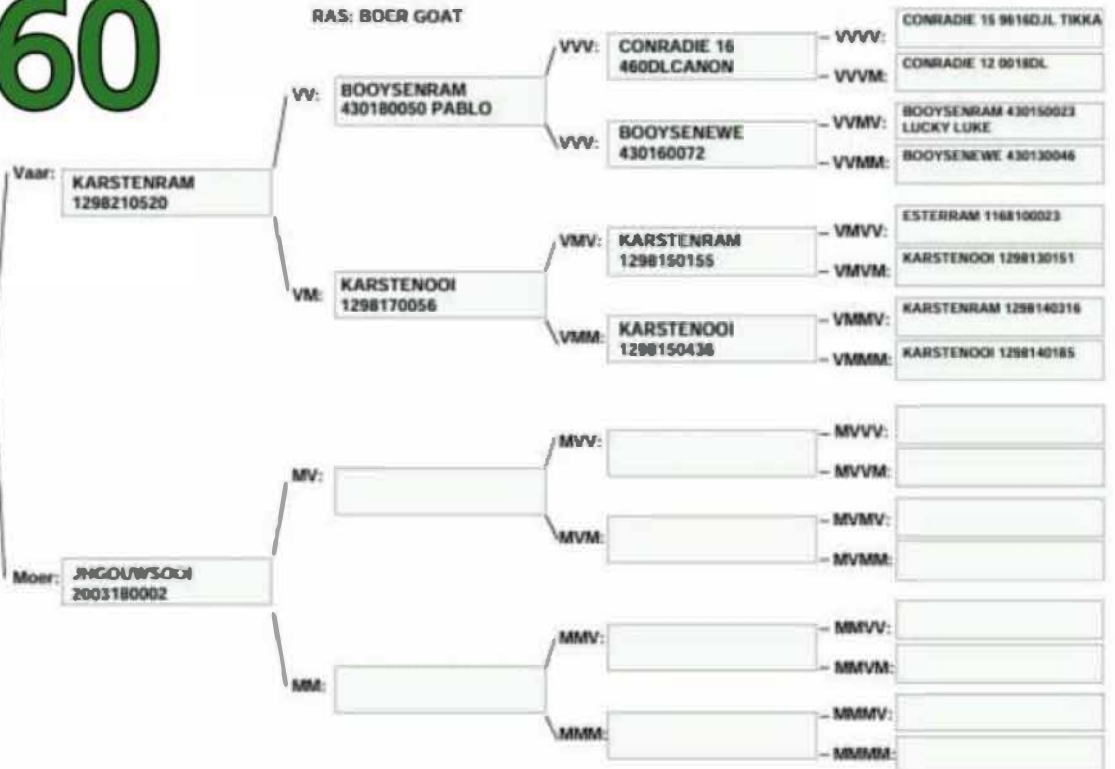 60
RAS: BOER GOAT
Vaar:
KARSTENRAM
1298210520
VV:
BOOYSENRAM
430180050 PABLO
VVV:
CONRADIE 16
460DLCANON
VVVV:
CONRADIE 15 9816DJL TIKKA
VVVM:
CONRADIE 12 0018DL
VVV:
BOOYSENEWE
430160072
VVMV:
BOOYSENRAM 430150023
LUCKY LUKE
VVMM:
BOOYSENEWE 430130046
VM:
KARSTENOOI
1298170056
VMV:
KARSTENRAM
1298150155
VMVV:
ESTERRAM 1168100023
VMVM:
KARSTENOOI 1298130151
VMM:
KARSTENOOI
1298150436
VMMV:
KARSTENRAM 1298140316
VMMM:
KARSTENOOI 1298140185
Moer:
JHGOUWSOOI
2003180002
MV:
MVV:
MVVV:
MVVM:
MVM:
MVMV:
MVMM:
MM:
MMV:
MMVV:
MMVM:
MMM:
MMMV:
MMMM: